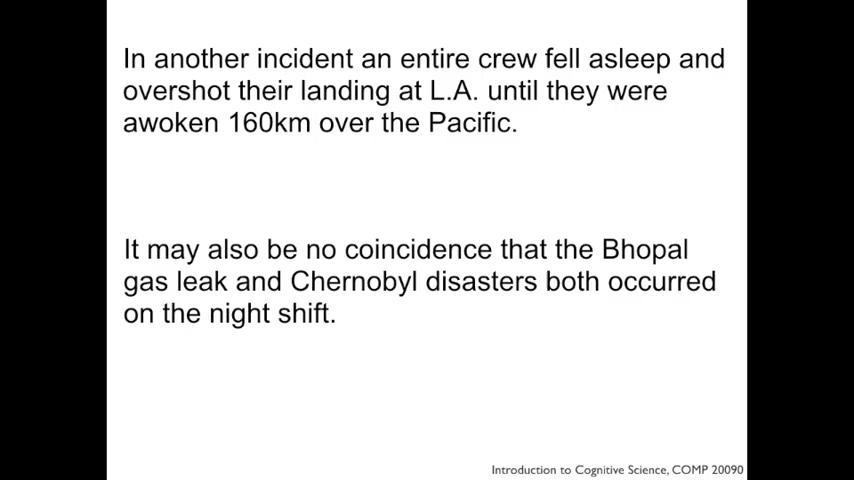 In another incident an entire crew fell asleep and
overshot their landing at L.A. until they were
awoken 160km over the Pacific.
It may also be no coincidence that the Bhopal
gas leak and Chernobyl disasters both occurred
on the night shift.
Introduction to Cognitive Science, COMP 20090